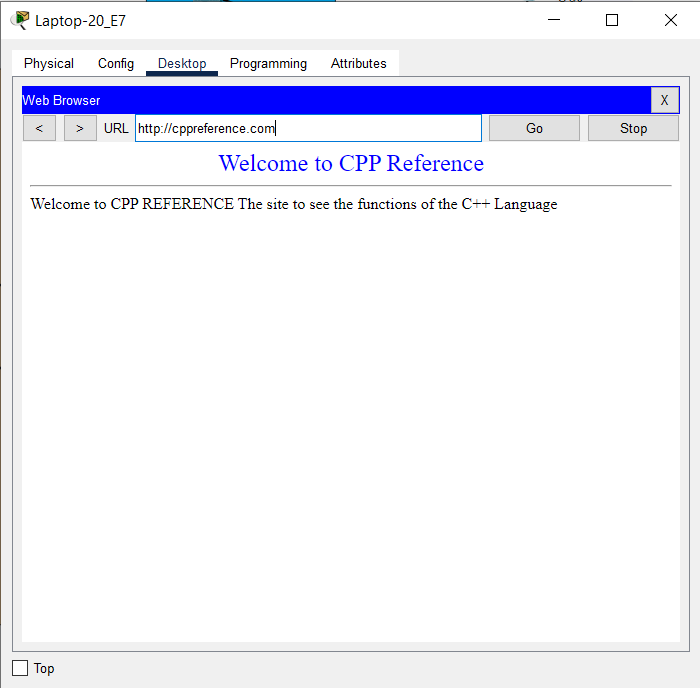 Laptop-20_E7
Physical Config Desktop Programming Attributes
Web Browser X
< > URL http://cppreference.com Go Stop
Welcome to CPP Reference
Welcome to CPP REFERENCE The site to see the functions of the C++ Language
Top